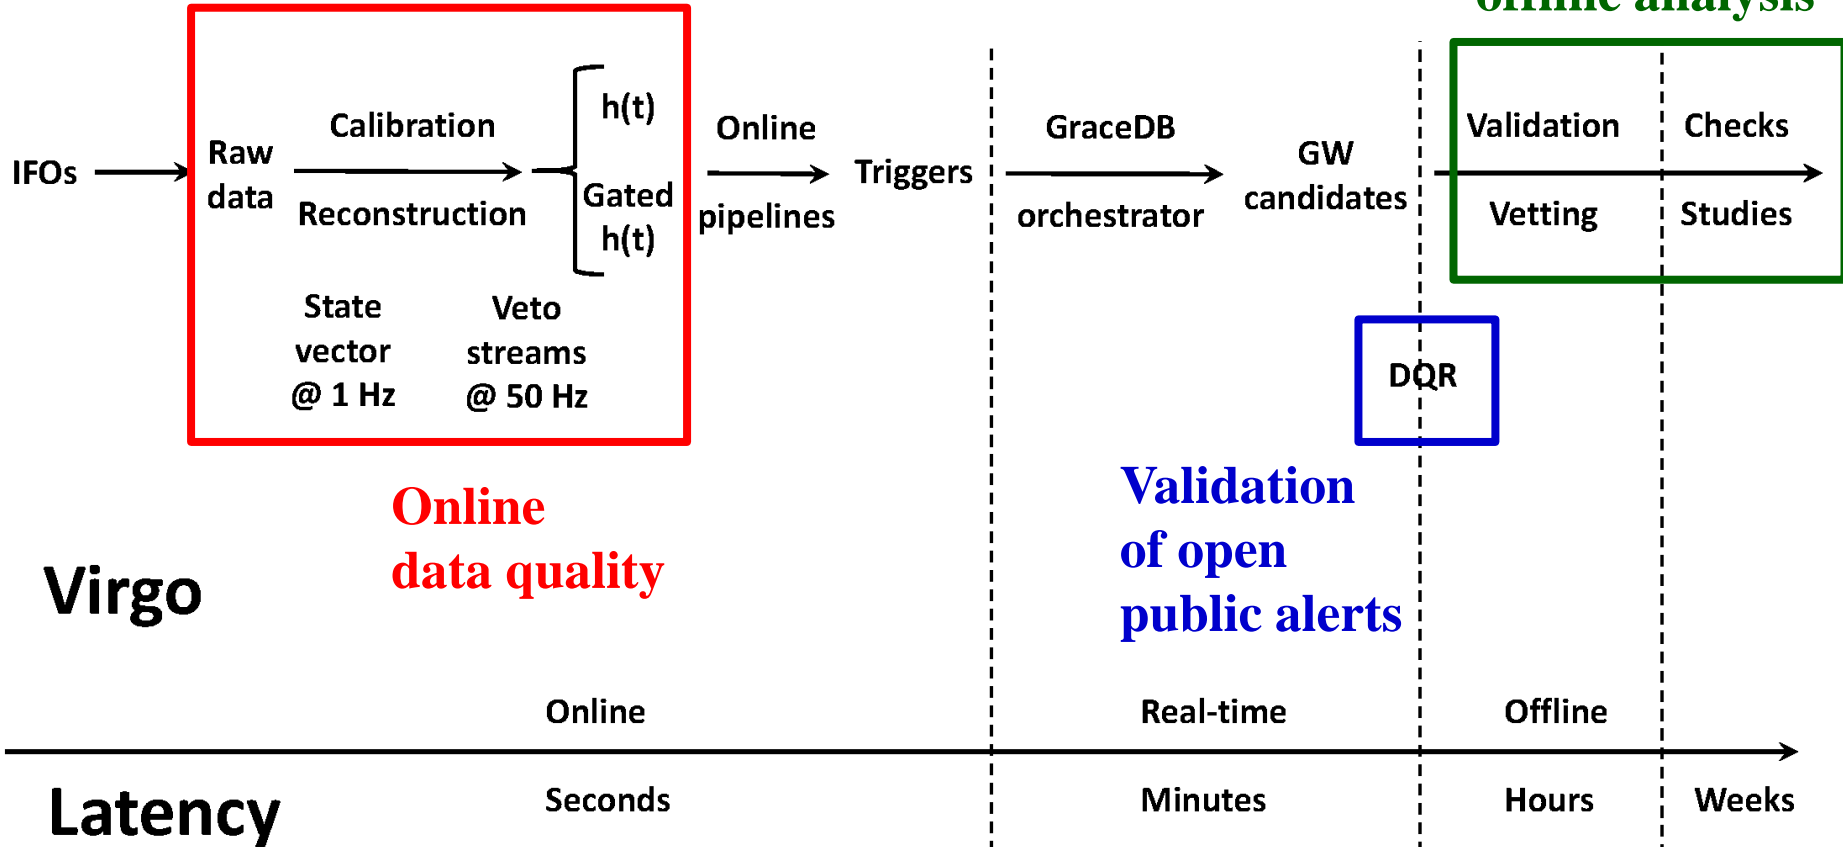 offline analysis
IFOs
Raw
data
Calibration
Reconstruction
h(t)
Gated
h(t)
State
vector
@ 1 Hz
Veto
streams
@ 50 Hz
Online
pipelines
Triggers
GraceDB
orchestrator
GW
candidates
Validation
Vetting
Checks
Studies
DQR
Online
data quality
Validation
of open
public alerts
Virgo
Online
Real-time
Offline
Latency
Seconds
Minutes
Hours
Weeks